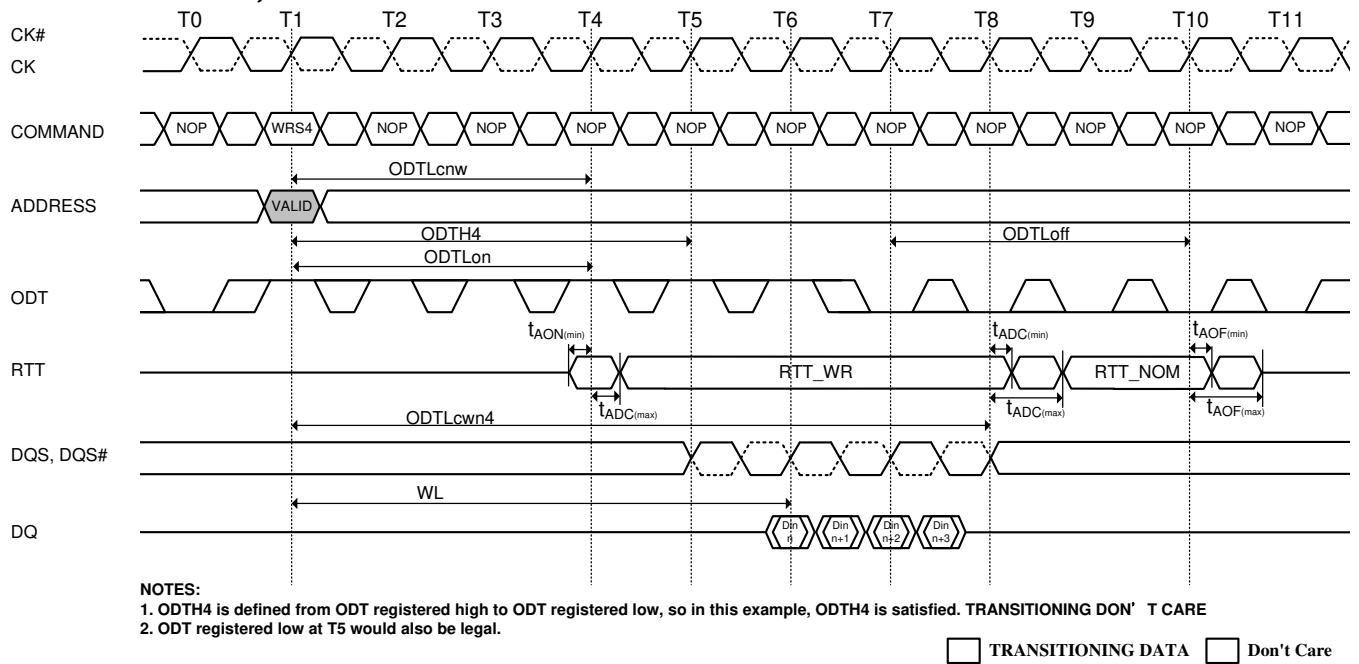 T0 T1 T2 T3 T4 T5 T6 T7 T8 T9 T10 T11
CK#
CK
COMMAND NOP WRS4 NOP NOP NOP NOP NOP NOP NOP NOP NOP NOP
ODTLcnw
ADDRESS VALID
ODTH4 ODTLoff
ODTLon
ODT
tAON(min) tADC(min) tAOF(min)
RTT RTT_WR RTT_NOM
tADC(max) tADC(max) tAOF(max)
ODTLcwn4
DQS, DQS#
WL
DQ Din n Din n+1 Din n+2 Din n+3
NOTES:
1. ODTH4 is defined from ODT registered high to ODT registered low, so in this example, ODTH4 is satisfied. TRANSITIONING DON' T CARE
2. ODT registered low at T5 would also be legal.
TRANSITIONING DATA Don't Care